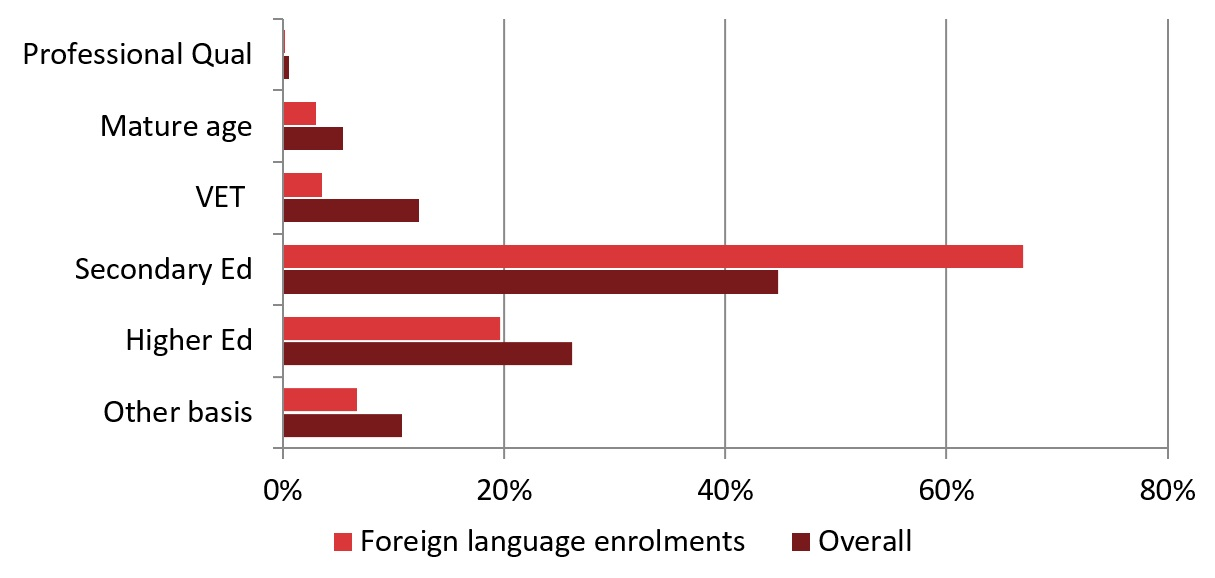 Professional Qual
Mature age
VET
Secondary Ed
Higher Ed
Other basis
0% 20% 40% 60% 80%
Foreign language enrolments Overall